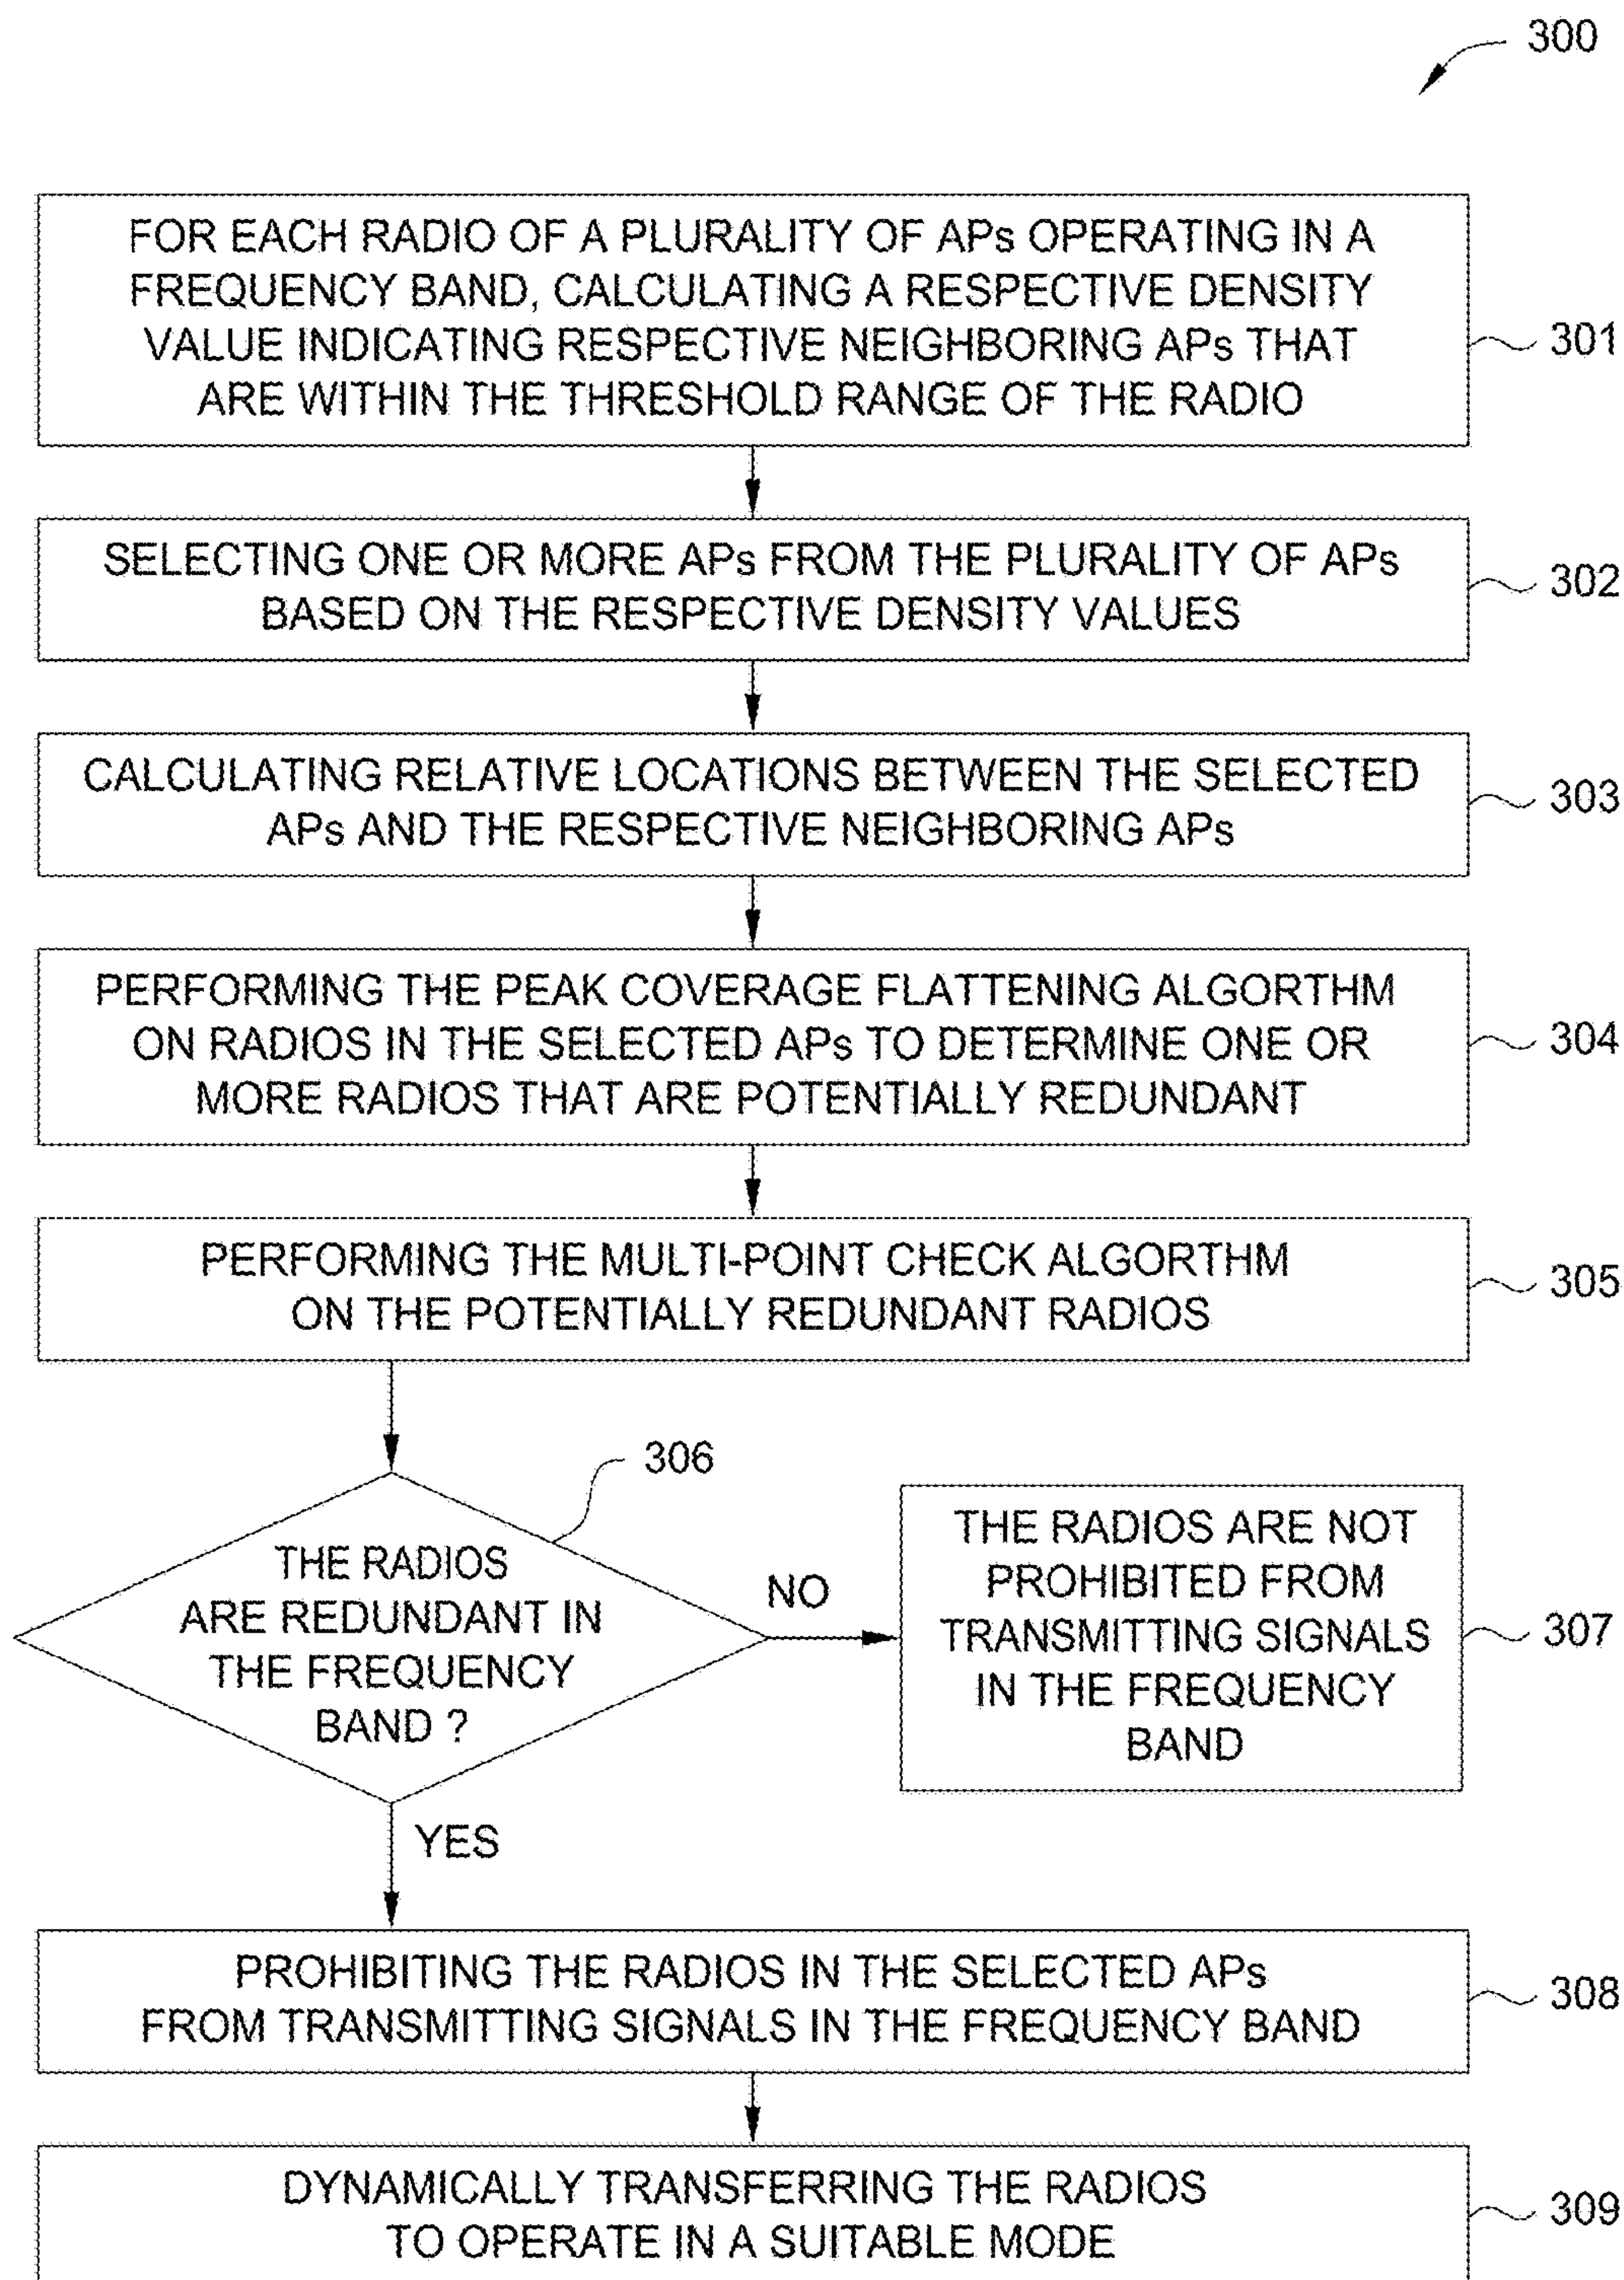 300
FOR EACH RADIO OF A PLURALITY OF APs OPERATING IN A
FREQUENCY BAND, CALCULATING A RESPECTIVE DENSITY
VALUE INDICATING RESPECTIVE NEIGHBORING APs THAT
ARE WITHIN THE THRESHOLD RANGE OF THE RADIO
301
SELECTING ONE OR MORE APs FROM THE PLURALITY OF APs
BASED ON THE RESPECTIVE DENSITY VALUES
302
CALCULATING RELATIVE LOCATIONS BETWEEN THE SELECTED
APs AND THE RESPECTIVE NEIGHBORING APs
303
PERFORMING THE PEAK COVERAGE FLATTENING ALGORTHM
ON RADIOS IN THE SELECTED APs TO DETERMINE ONE OR
MORE RADIOS THAT ARE POTENTIALLY REDUNDANT
304
PERFORMING THE MULTI-POINT CHECK ALGORTHM
ON THE POTENTIALLY REDUNDANT RADIOS
305
306
THE RADIOS
ARE REDUNDANT IN
THE FREQUENCY
BAND ?
NO
THE RADIOS ARE NOT
PROHIBITED FROM
TRANSMITTING SIGNALS
IN THE FREQUENCY
BAND
307
YES
PROHIBITING THE RADIOS IN THE SELECTED APs
FROM TRANSMITTING SIGNALS IN THE FREQUENCY BAND
308
DYNAMICALLY TRANSFERRING THE RADIOS
TO OPERATE IN A SUITABLE MODE
309